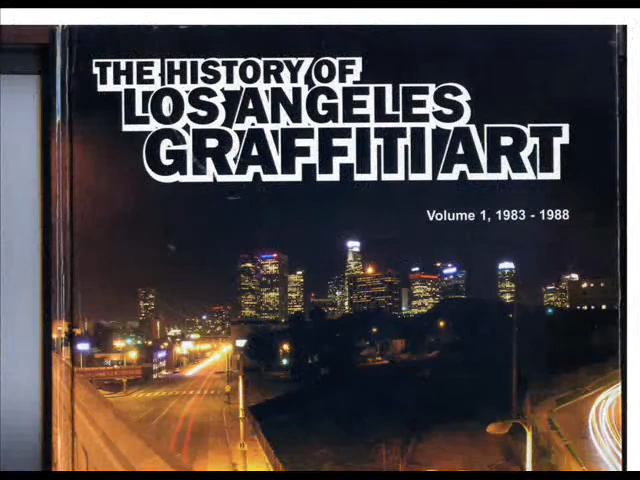 THE HISTORY OF
LOS ANGELES
GRAFFITI ART
Volume 1, 1983 - 1988